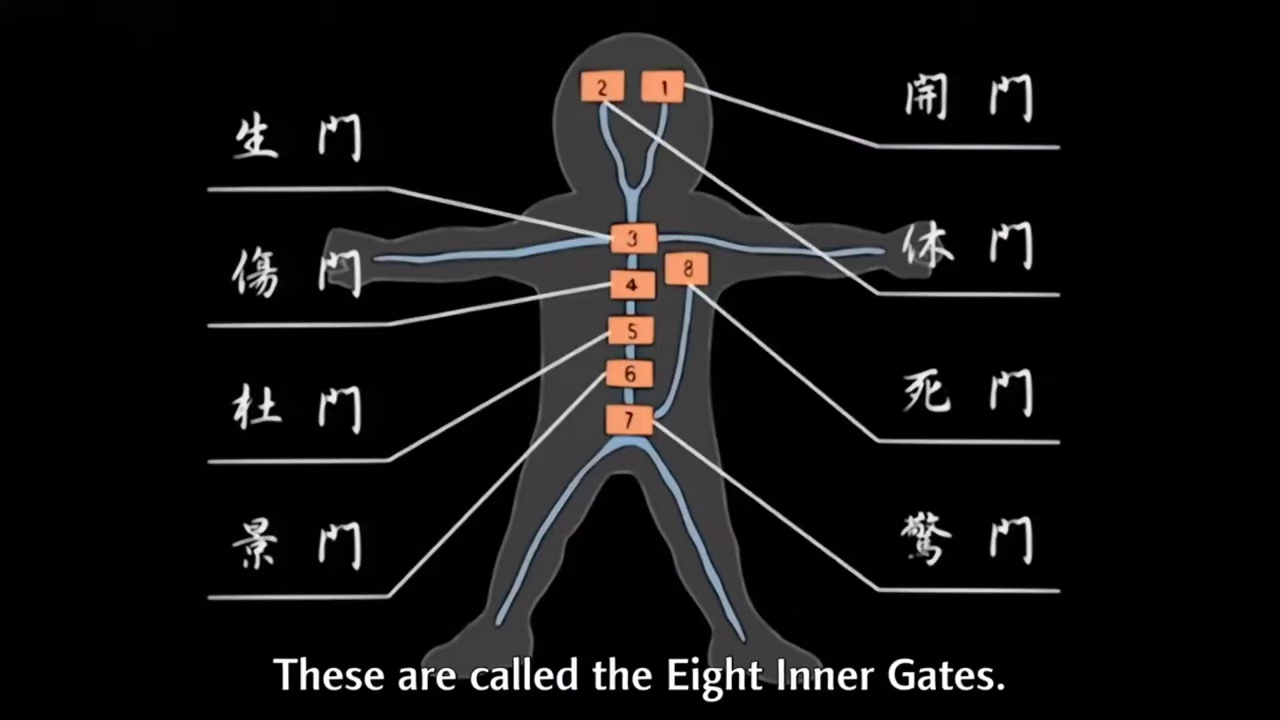 2 1
開 門
生 門
3
休 門
傷 門
8
4
5
6
杜 門
死 門
7
景 門
驚 門
These are called the Eight Inner Gates.